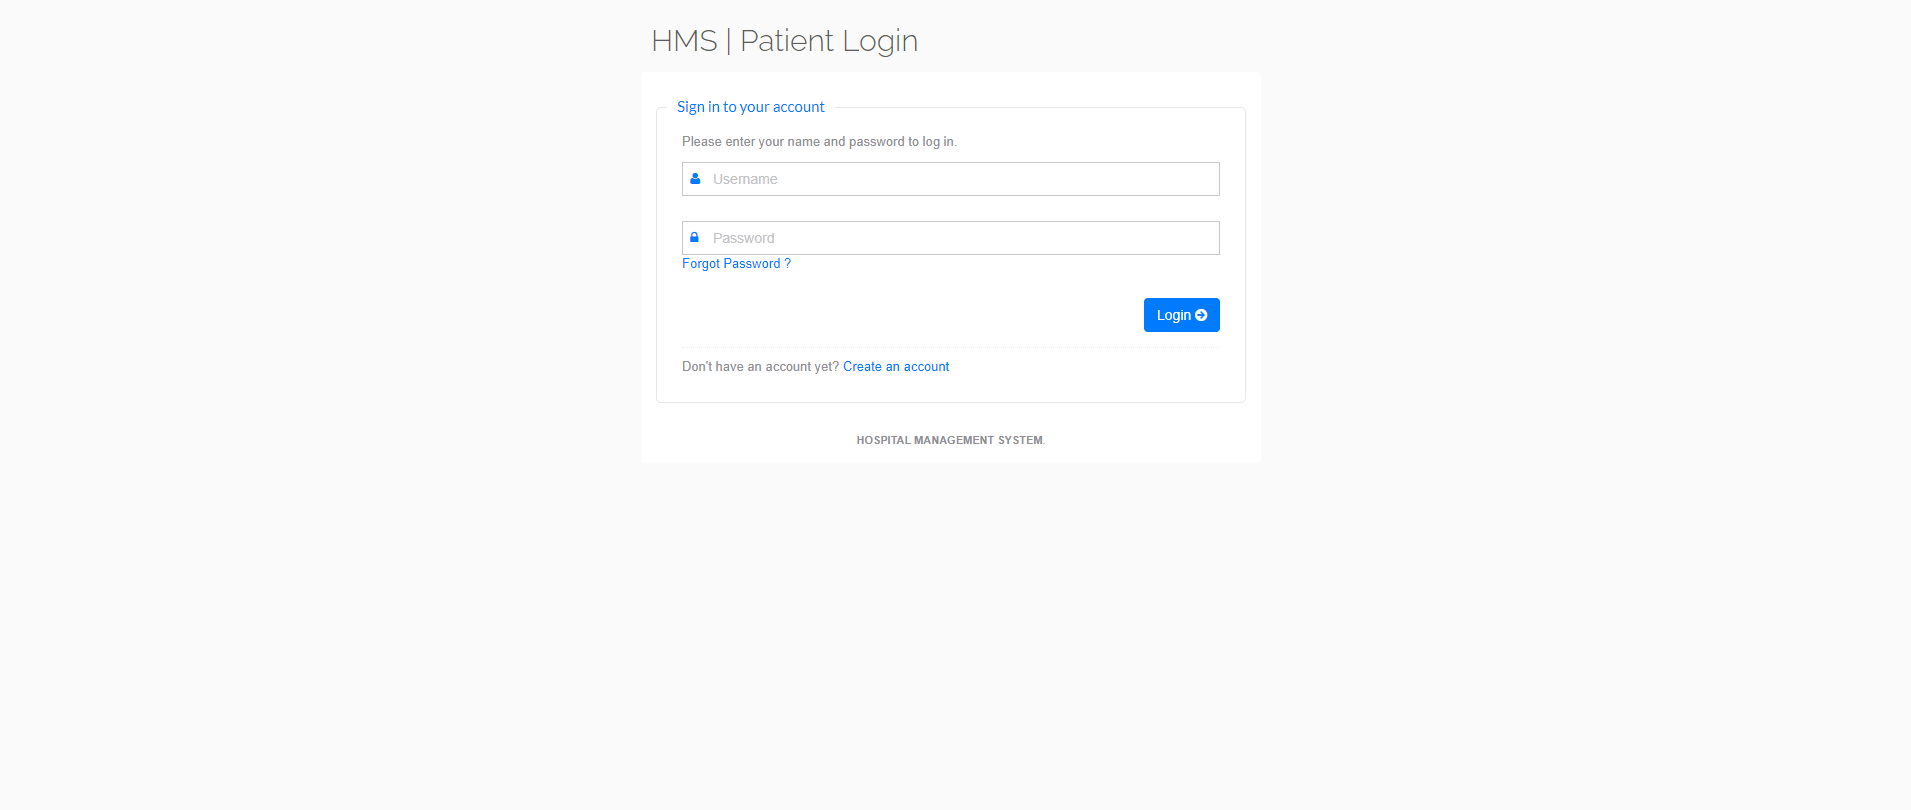 HMS | Patient Login
Sign in to your account
Please enter your name and password to log in.
Username
Password
Forgot Password ?
Login
Don't have an account yet? Create an account
HOSPITAL MANAGEMENT SYSTEM.